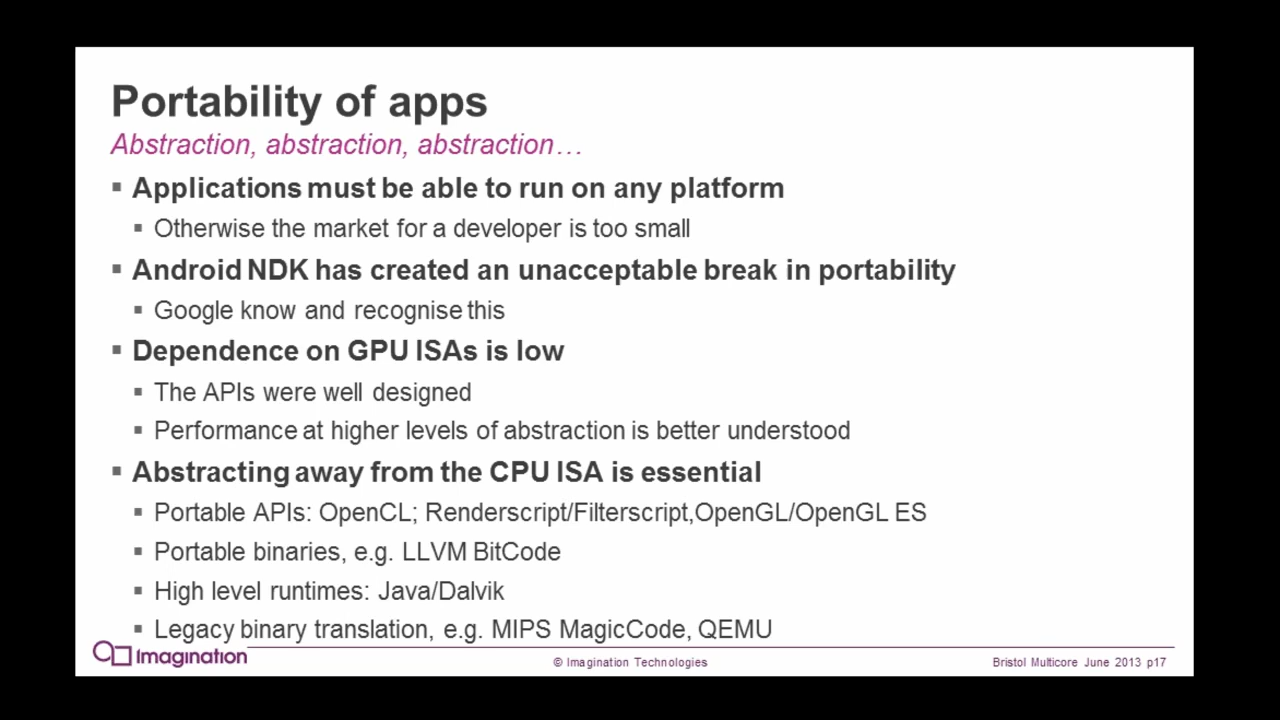 Portability of apps
Abstraction, abstraction, abstraction...
Applications must be able to run on any platform
Otherwise the market for a developer is too small
Android NDK has created an unacceptable break in portability
Google know and recognise this
Dependence on GPU ISAs is low
The APIs were well designed
Performance at higher levels of abstraction is better understood
Abstracting away from the CPU ISA is essential
Portable APIs: OpenCL; Renderscript/Filterscript,OpenGL/OpenGL ES
Portable binaries, e.g. LLVM BitCode
High level runtimes: Java/Dalvik
Legacy binary translation, e.g. MIPS MagicCode, QEMU
Imagination
© Imagination Technologies
Bristol Multicore June 2013 p17